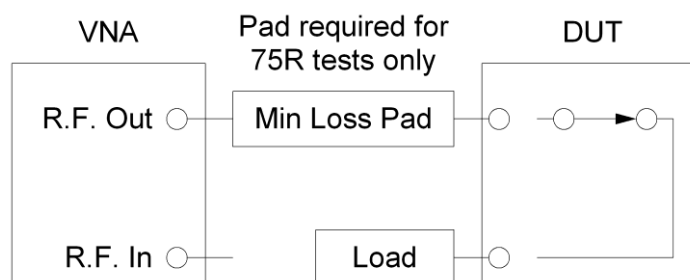 VNA
Pad required for
75R tests only
DUT
R.F. Out
Min Loss Pad
R.F. In
Load